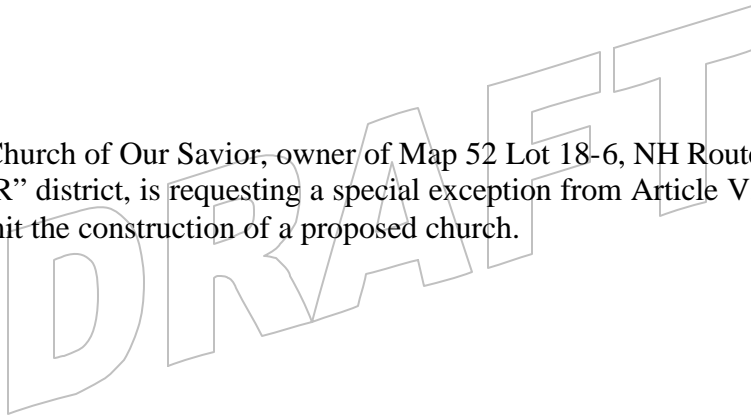 Church of Our Savior, owner of Map 52 Lot 18-6, NH Route
R” district, is requesting a special exception from Article V
mit the construction of a proposed church.
DRAFT